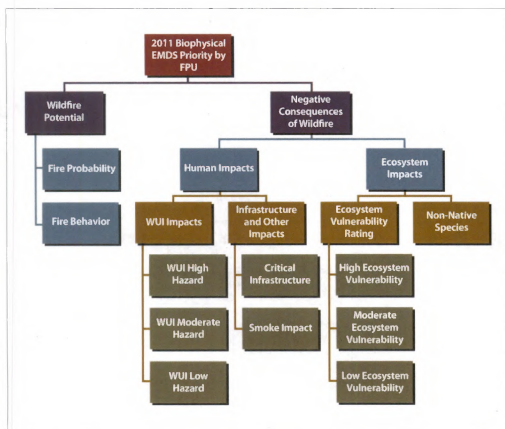 2011 Biophysical
EMDS Priority by
FPU
Wildfire
Potential
Negative
Consequences
of Wildfire
Fire Probability
Fire Behavior
Human Impacts
Ecosystem
Impacts
WUI Impacts
Infrastructure
and Other
Impacts
Ecosystem
Vulnerability
Rating
Non-Native
Species
WUI High
Hazard
WUI Moderate
Hazard
WUI Low
Hazard
Critical
Infrastructure
Smoke Impact
High Ecosystem
Vulnerability
Moderate
Ecosystem
Vulnerability
Low Ecosystem
Vulnerability